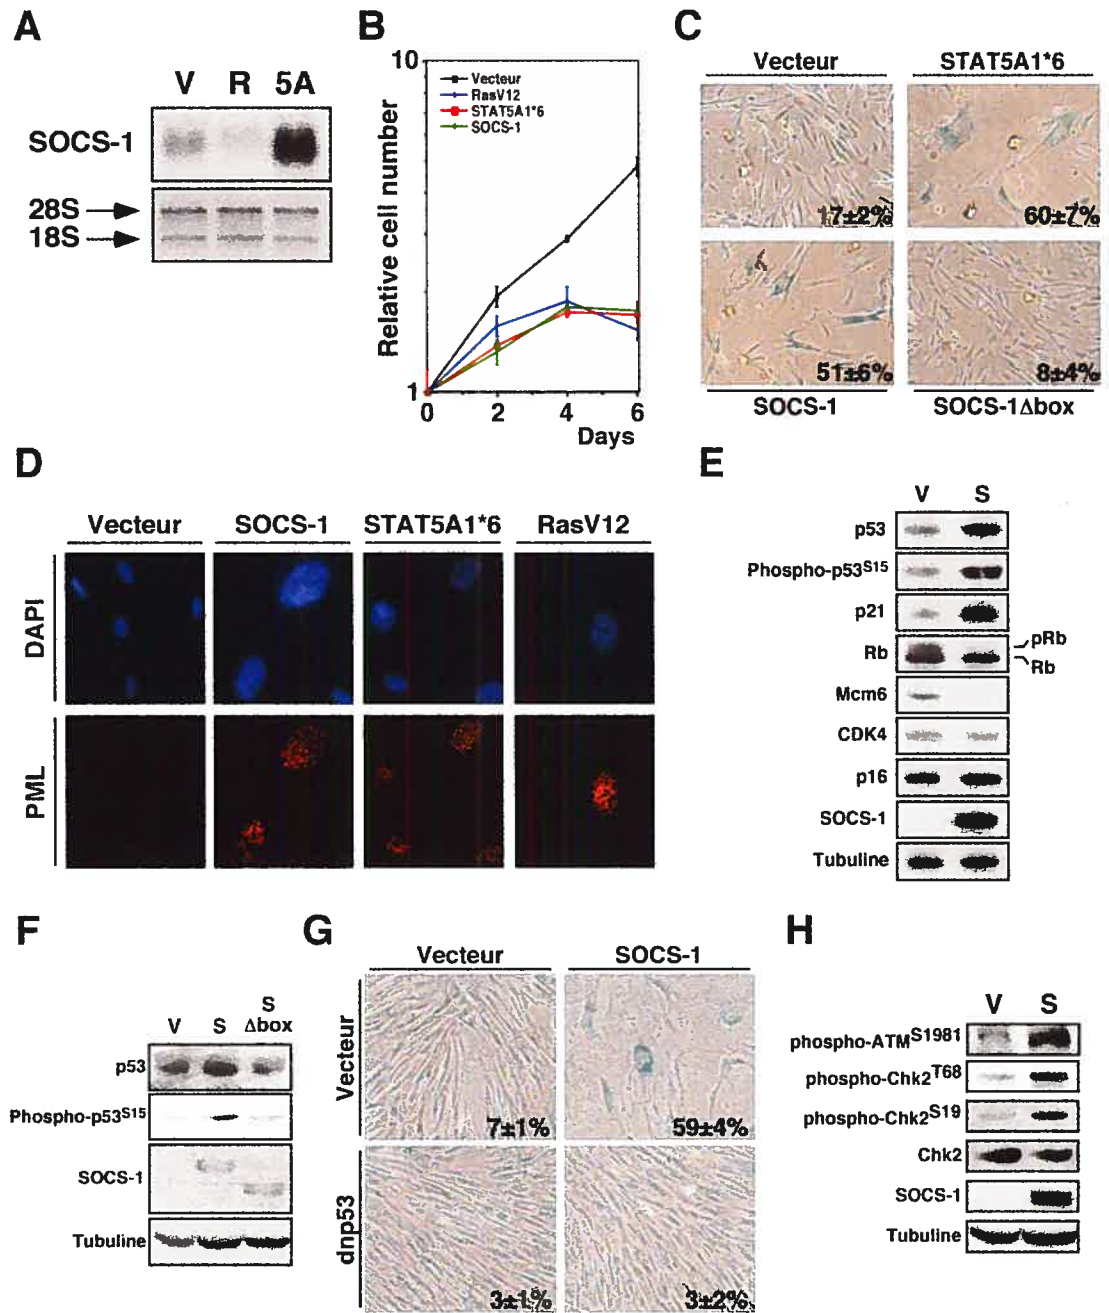 A
V R 5A
SOCS-1
28S
18S
B
Relative cell number
10
1
Vecteur
RasV12
STAT5A1*6
SOCS-1
0 2 4 6
Days
C
Vecteur STAT5A1*6
17±2% 60±7%
51±6% 8±4%
SOCS-1 SOCS-1Δbox
D
Vecteur SOCS-1 STAT5A1*6 RasV12
DAPI
PML
E
V S
p53
Phospho-p53S15
p21
Rb
pRb
Rb
Mcm6
CDK4
p16
SOCS-1
Tubuline
F
V S S Δbox
p53
Phospho-p53S15
SOCS-1
Tubuline
G
Vecteur SOCS-1
Vecteur
7±1% 59±4%
dnp53
3±1% 3±2%
H
V S
phospho-ATMS1981
phospho-Chk2T68
phospho-Chk2S19
Chk2
SOCS-1
Tubuline